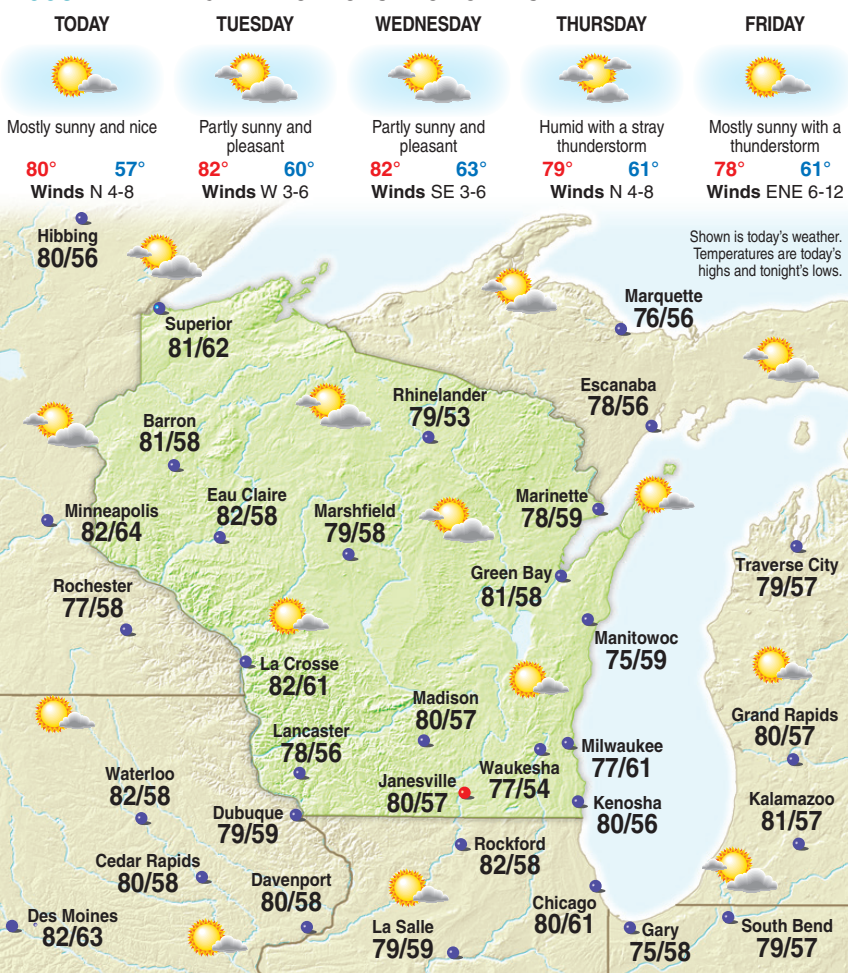 TODAY
Mostly sunny and nice
80° 57°
Winds N 4-8
TUESDAY
Partly sunny and
pleasant
82° 60°
Winds W 3-6
WEDNESDAY
Partly sunny and
pleasant
82° 63°
Winds SE 3-6
THURSDAY
Humid with a stray
thunderstorm
79° 61°
Winds N 4-8
FRIDAY
Mostly sunny with a
thunderstorm
78° 61°
Winds ENE 6-12
Shown is today's weather.
Temperatures are today's
highs and tonight's lows.
Hibbing
80/56
Superior
81/62
Marquette
76/56
Escanaba
78/56
Rhinelander
79/53
Barron
81/58
Minneapolis
82/64
Eau Claire
82/58
Marshfield
79/58
Marinette
78/59
Green Bay
81/58
Traverse City
79/57
Rochester
77/58
Manitowoc
75/59
La Crosse
82/61
Madison
80/57
Grand Rapids
80/57
Lancaster
78/56
Milwaukee
77/61
Waukesha
77/54
Janesville
80/57
Waterloo
82/58
Dubuque
79/59
Kenosha
80/56
Kalamazoo
81/57
Rockford
82/58
Cedar Rapids
80/58
Davenport
80/58
Chicago
80/61
Des Moines
82/63
La Salle
79/59
Gary
75/58
South Bend
79/57